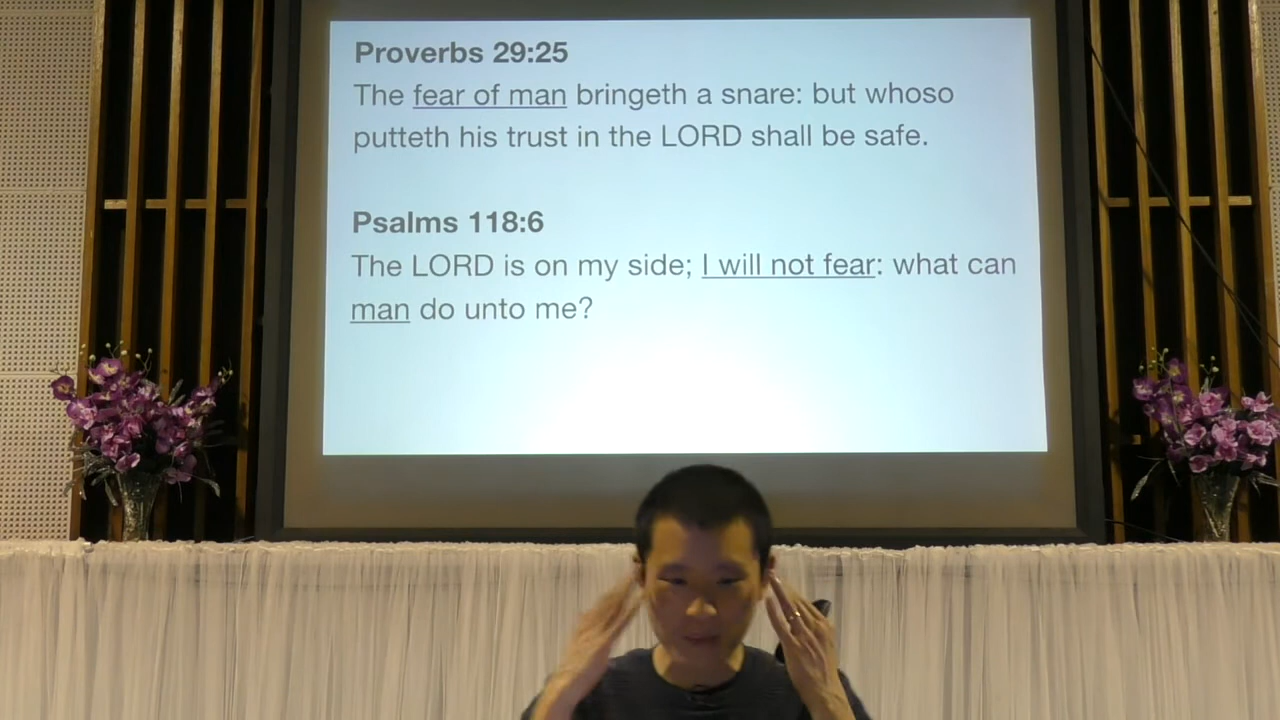 Proverbs 29:25
The fear of man bringeth a snare: but whoso
putteth his trust in the LORD shall be safe.
Psalms 118:6
The LORD is on my side; I will not fear: what can
man do unto me?